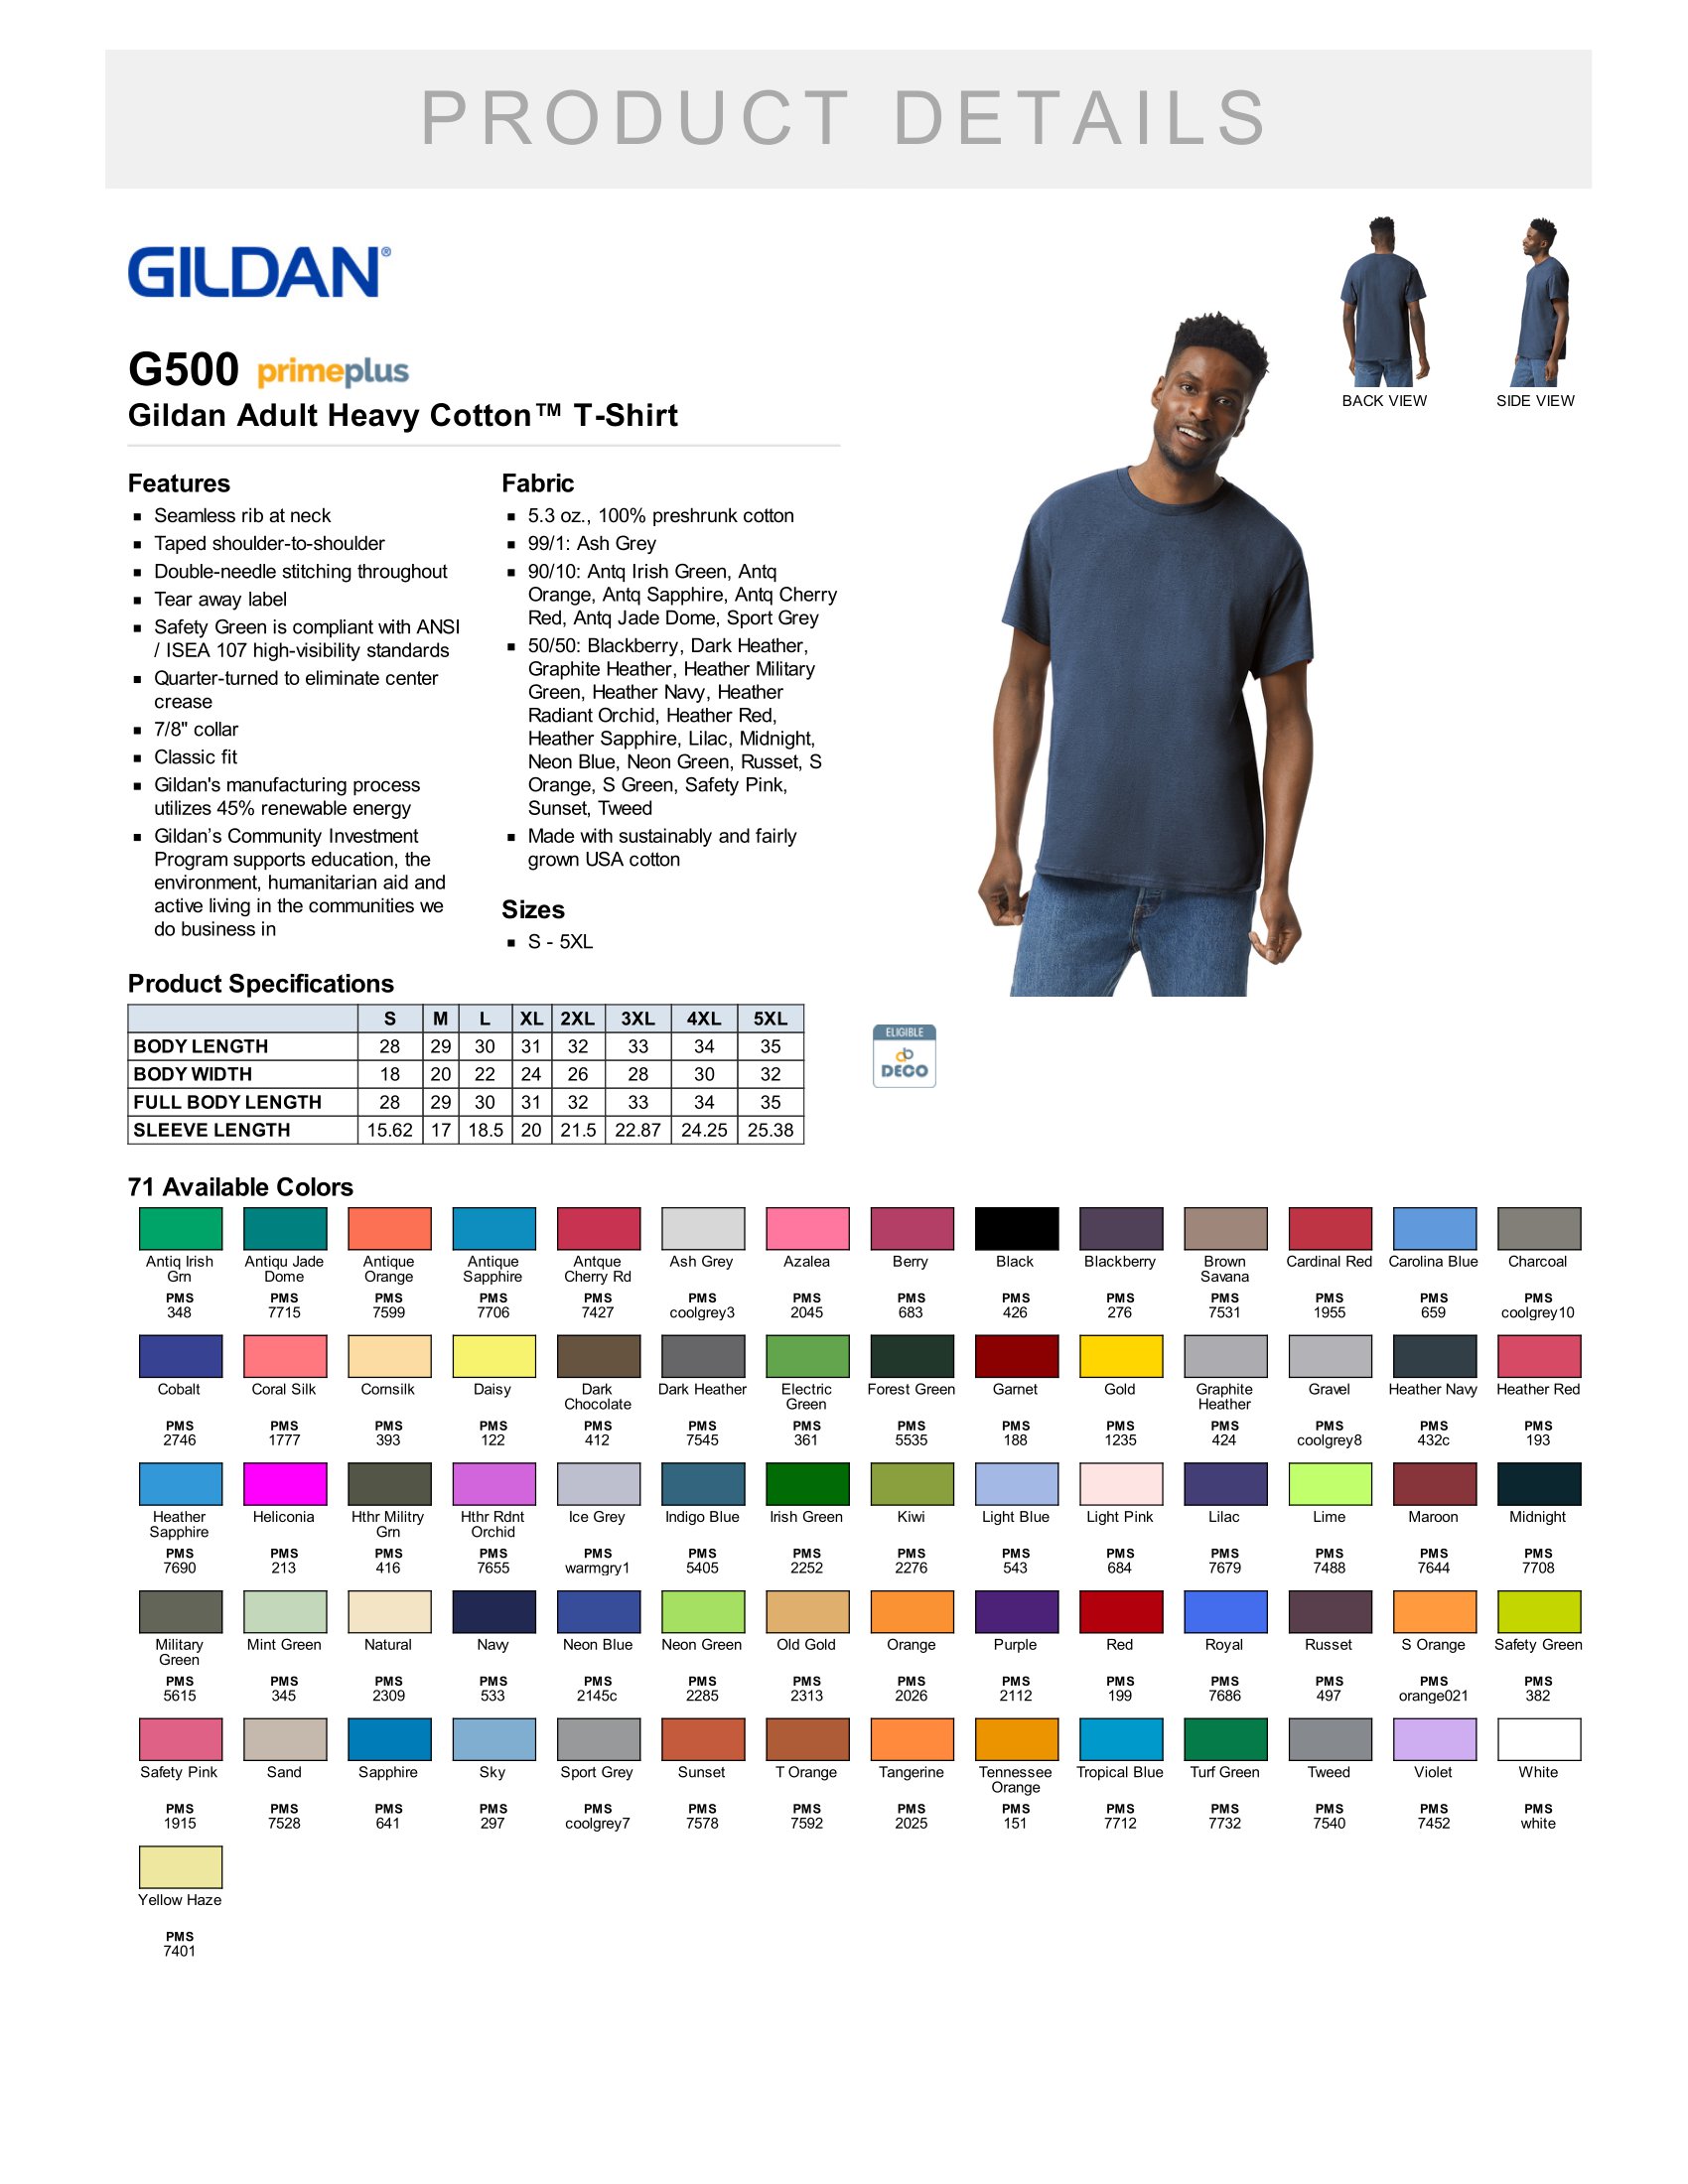 PRODUCT DETAILS
GILDAN®
BACK VIEW
SIDE VIEW
G500 primeplus
Gildan Adult Heavy Cotton™ T-Shirt
Features
▪ Seamless rib at neck
▪ Taped shoulder-to-shoulder
▪ Double-needle stitching throughout
▪ Tear away label
▪ Safety Green is compliant with ANSI
/ ISEA 107 high-visibility standards
▪ Quarter-turned to eliminate center
crease
▪ 7/8" collar
▪ Classic fit
▪ Gildan's manufacturing process
utilizes 45% renewable energy
▪ Gildan’s Community Investment
Program supports education, the
environment, humanitarian aid and
active living in the communities we
do business in
Fabric
▪ 5.3 oz., 100% preshrunk cotton
▪ 99/1: Ash Grey
▪ 90/10: Antq Irish Green, Antq
Orange, Antq Sapphire, Antq Cherry
Red, Antq Jade Dome, Sport Grey
▪ 50/50: Blackberry, Dark Heather,
Graphite Heather, Heather Military
Green, Heather Navy, Heather
Radiant Orchid, Heather Red,
Heather Sapphire, Lilac, Midnight,
Neon Blue, Neon Green, Russet, S
Orange, S Green, Safety Pink,
Sunset, Tweed
▪ Made with sustainably and fairly
grown USA cotton
Sizes
▪ S - 5XL
Product Specifications
S M L XL 2XL 3XL 4XL 5XL
BODY LENGTH 28 29 30 31 32 33 34 35
BODY WIDTH 18 20 22 24 26 28 30 32
FULL BODY LENGTH 28 29 30 31 32 33 34 35
SLEEVE LENGTH 15.62 17 18.5 20 21.5 22.87 24.25 25.38
ELIGIBLE
ab
DECO
71 Available Colors
Antiq Irish Antiqu Jade Antique Antique Antque Ash Grey Azalea Berry Black Blackberry Brown Cardinal Red Carolina Blue Charcoal
Grn Dome Orange Sapphire Cherry Rd Savana
PMS PMS PMS PMS PMS PMS PMS PMS PMS PMS PMS PMS PMS PMS
348 7715 7599 7706 7427 coolgrey3 2045 683 426 276 7531 1955 659 coolgrey10
Cobalt Coral Silk Cornsilk Daisy Dark Dark Heather Electric Forest Green Garnet Gold Graphite Gravel Heather Navy Heather Red
Chocolate Green Heather
PMS PMS PMS PMS PMS PMS PMS PMS PMS PMS PMS PMS PMS PMS
2746 1777 393 122 412 7545 361 5535 188 1235 424 coolgrey8 432c 193
Heather Heliconia Hthr Militry Hthr Rdnt Ice Grey Indigo Blue Irish Green Kiwi Light Blue Light Pink Lilac Lime Maroon Midnight
Sapphire Grn Orchid
PMS PMS PMS PMS PMS PMS PMS PMS PMS PMS PMS PMS PMS PMS
7690 213 416 7655 warmgry1 5405 2252 2276 543 684 7679 7488 7644 7708
Military Mint Green Natural Navy Neon Blue Neon Green Old Gold Orange Purple Red Royal Russet S Orange Safety Green
Green
PMS PMS PMS PMS PMS PMS PMS PMS PMS PMS PMS PMS PMS PMS
5615 345 2309 533 2145c 2285 2313 2026 2112 199 7686 497 orange021 382
Safety Pink Sand Sapphire Sky Sport Grey Sunset T Orange Tangerine Tennessee Tropical Blue Turf Green Tweed Violet White
Orange
PMS PMS PMS PMS PMS PMS PMS PMS PMS PMS PMS PMS PMS PMS
1915 7528 641 297 coolgrey7 7578 7592 2025 151 7712 7732 7540 7452 white
Yellow Haze
PMS
7401